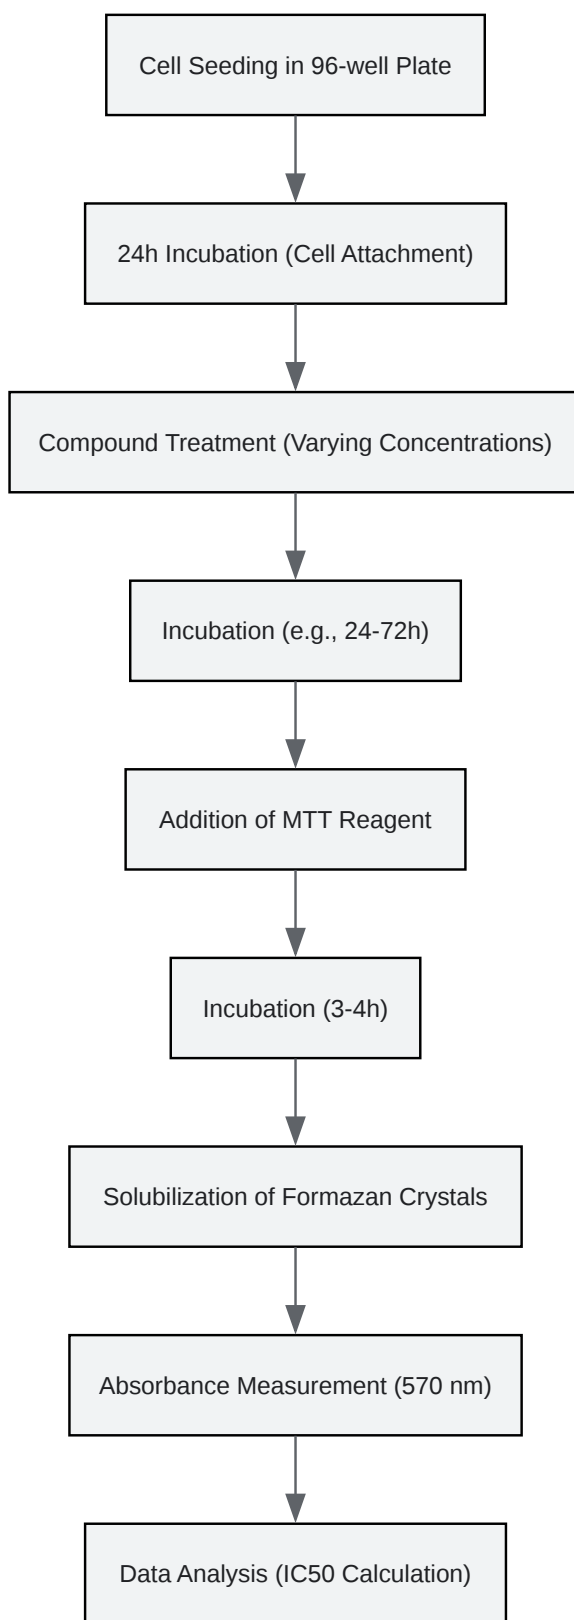 Cell Seeding in 96-well Plate
24h Incubation (Cell Attachment)
Compound Treatment (Varying Concentrations)
Incubation (e.g., 24-72h)
Addition of MTT Reagent
Incubation (3-4h)
Solubilization of Formazan Crystals
Absorbance Measurement (570 nm)
Data Analysis (IC50 Calculation)